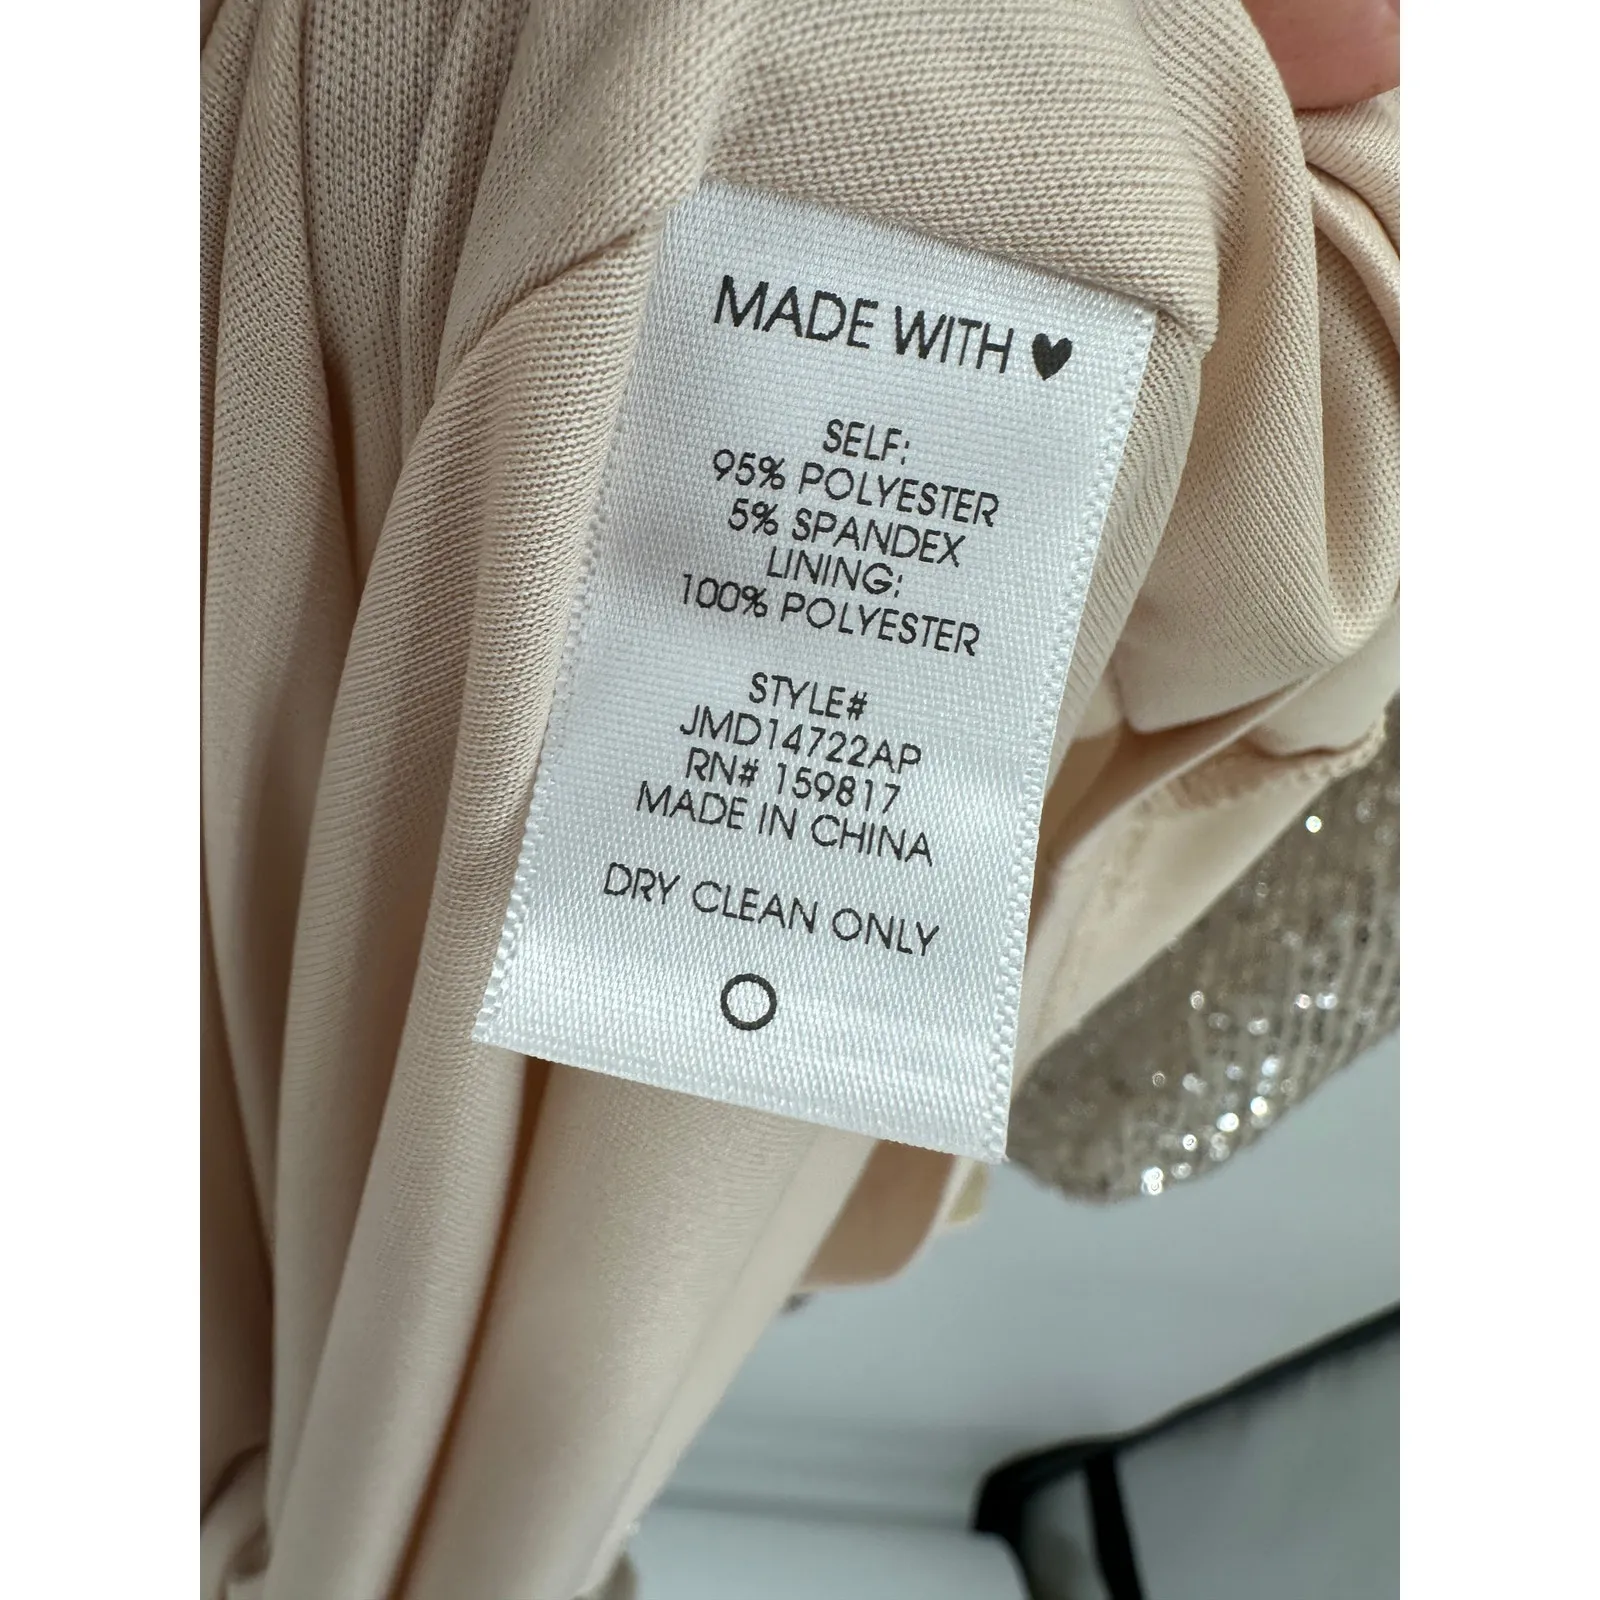 MADE WITH ♥
SELF:
95% POLYESTER
5% SPANDEX
LINING:
100% POLYESTER
STYLE#
JMD14722AP
RN# 159817
MADE IN CHINA
DRY CLEAN ONLY